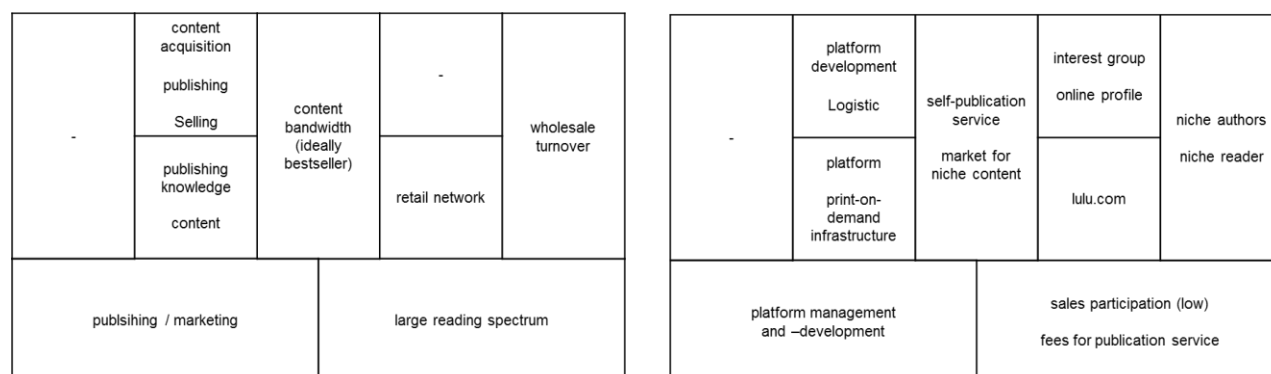 -
content
acquisition
publishing
Selling
publishing
knowledge
content
content
bandwidth
(ideally
bestseller)
-
retail network
wholesale
turnover
publsihing / marketing
large reading spectrum
-
platform
development
Logistic
platform
print-on-
demand
infrastructure
self-publication
service
market for
niche content
interest group
online profile
lulu.com
niche authors
niche reader
platform management
and –development
sales participation (low)
fees for publication service